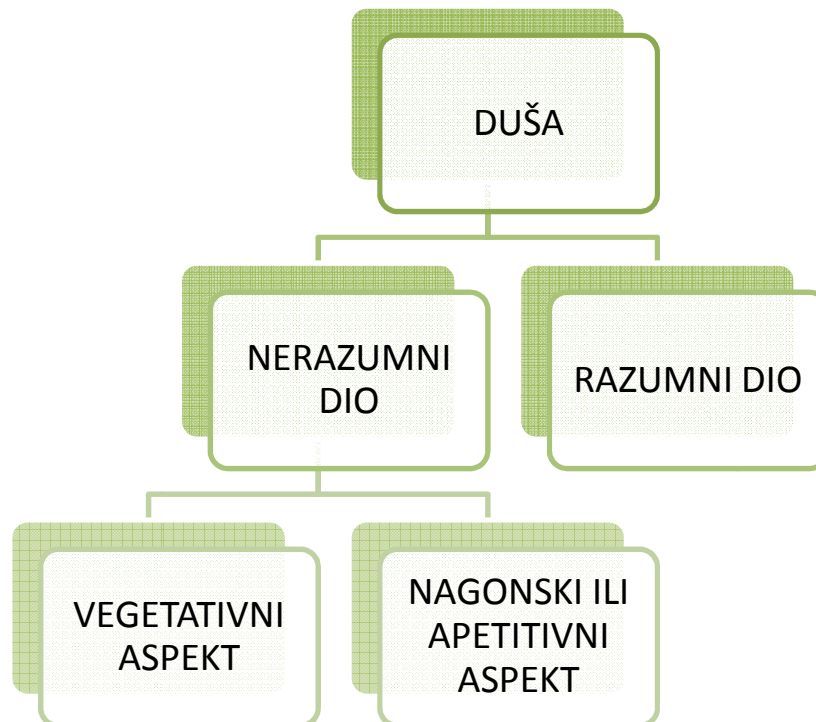 DUŠA
NERAZUMNI
DIO
RAZUMNI DIO
VEGETATIVNI
ASPEKT
NAGONSKI ILI
APETITIVNI
ASPEKT